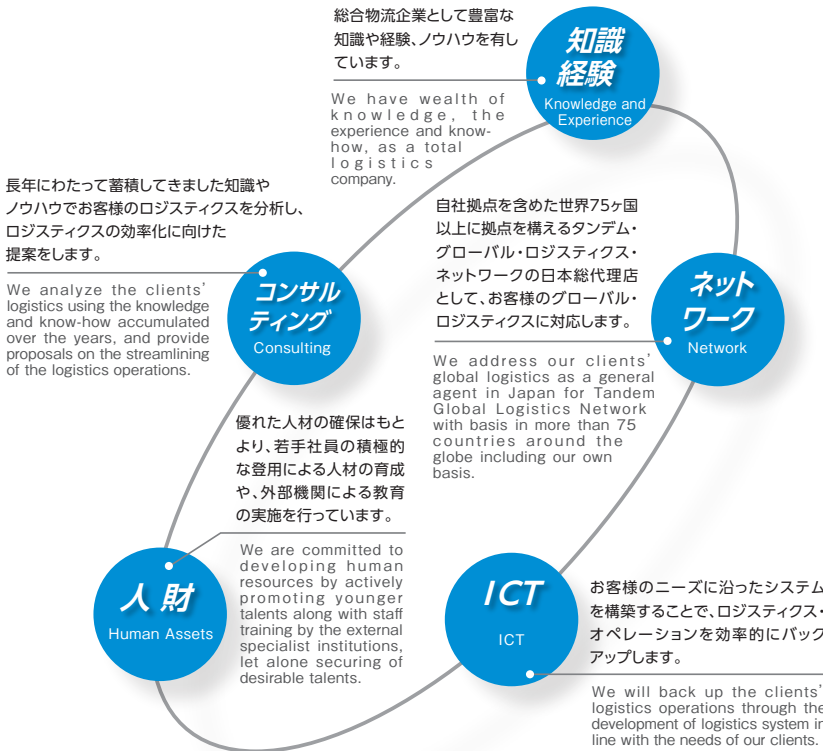 総合物流企業として豊富な
知識や経験、ノウハウを有し
ています。
We have wealth of
knowledge, the
experience and know-
how, as a total
logistics
company.
知識
経験
Knowledge and
Experience
長年にわたって蓄積してきました知識や
ノウハウでお客様のロジスティクスを分析し、
ロジスティクスの効率化に向けた
提案をします。
We analyze the clients'
logistics using the knowledge
and know-how accumulated
over the years, and provide
proposals on the streamlining
of the logistics operations.
コンサル
ティング
Consulting
自社拠点を含めた世界75ヶ国
以上に拠点を構えるタンデム・
グローバル・ロジスティクス・
ネットワークの日本総代理店
として、お客様のグローバル・
ロジスティクスに対応します。
We address our clients'
global logistics as a general
agent in Japan for Tandem
Global Logistics Network
with basis in more than 75
countries around the
globe including our own
basis.
ネット
ワーク
Network
優れた人材の確保はもと
より、若手社員の積極的
な登用による人材の育成
や、外部機関による教育
の実施を行っています。
We are committed to
developing human
resources by actively
promoting younger
talents along with staff
training by the external
specialist institutions,
let alone securing of
desirable talents.
人財
Human Assets
ICT
ICT
お客様のニーズに沿ったシステム
を構築することで、ロジスティクス・
オペレーションを効率的にバック
アップします。
We will back up the clients'
logistics operations through the
development of logistics system in
line with the needs of our clients.